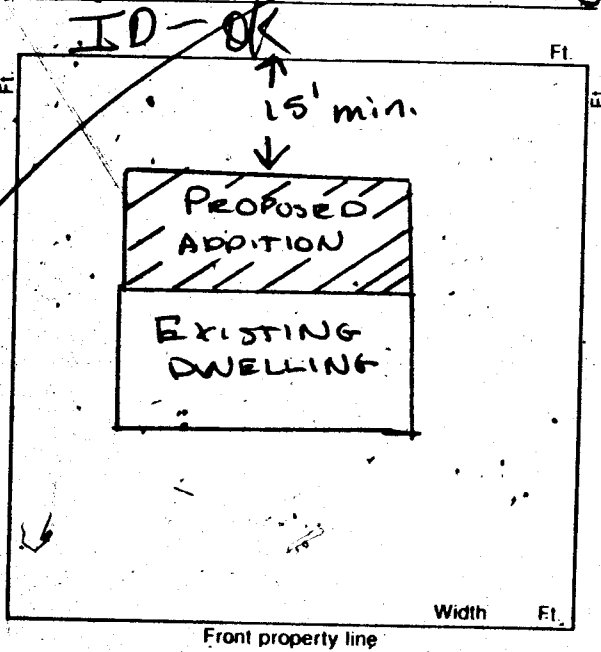 ID-OK
Ft.
Ft.
Ft.
15' min.
PROPOSED
ADDITION
EXISTING
DWELLING
Width Ft.
Front property line